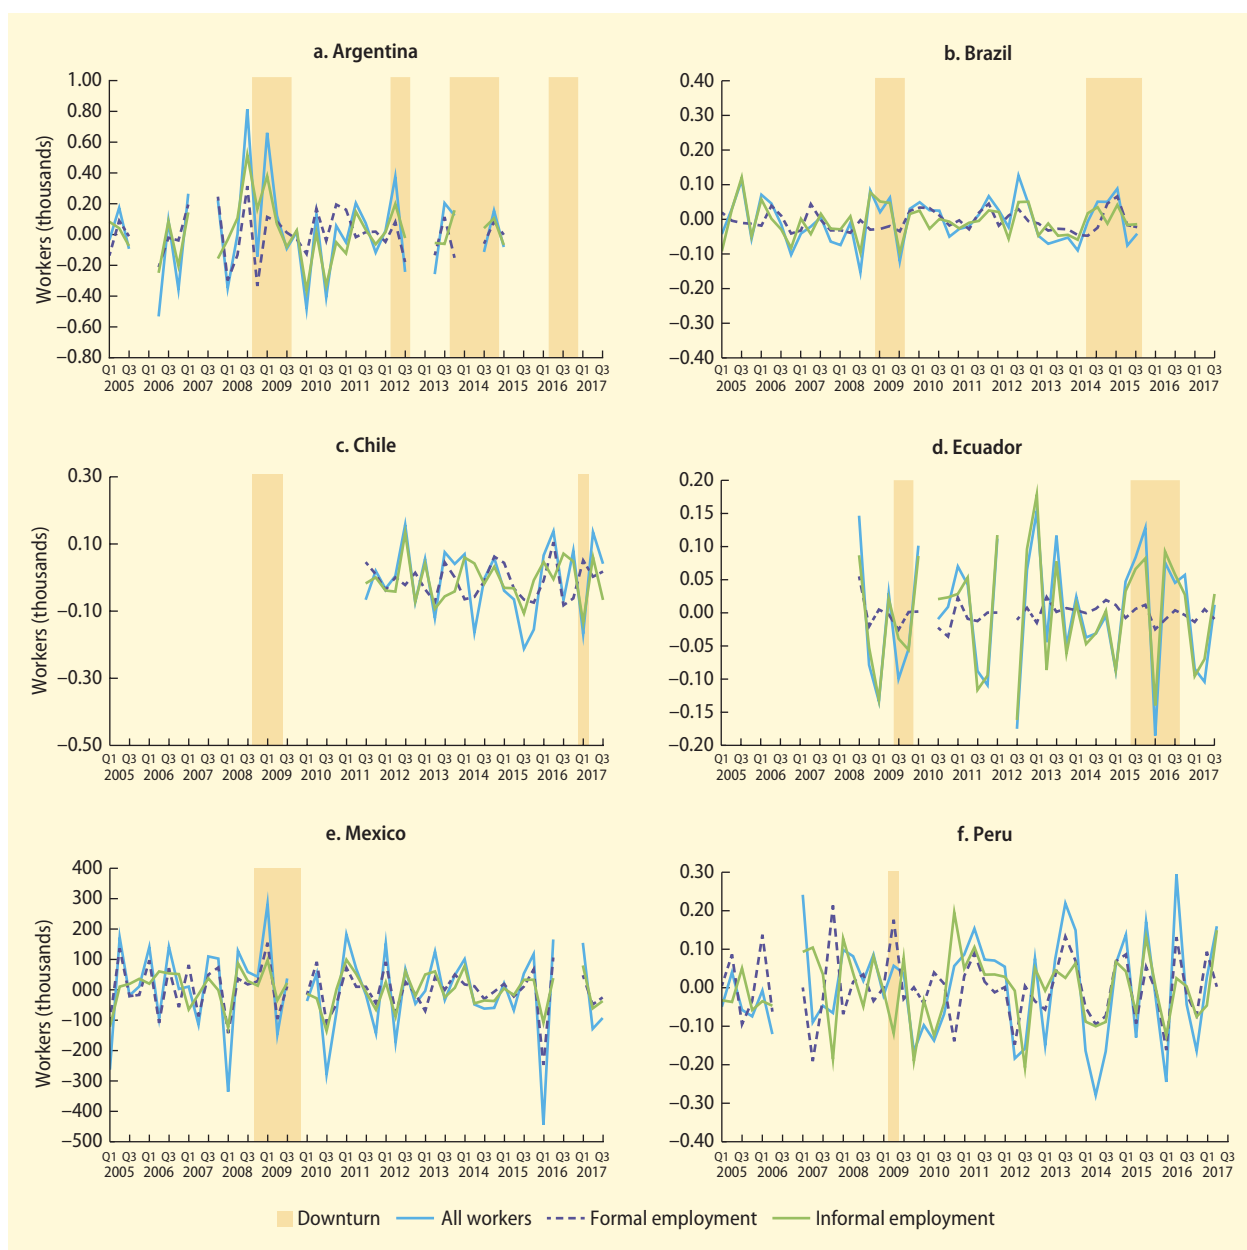 a. Argentina
Workers (thousands)
1.00
0.80
0.60
0.40
0.20
0.00
–0.20
–0.40
–0.60
–0.80
Q1 Q3 Q1 Q3 Q1 Q3 Q1 Q3 Q1 Q3 Q1 Q3 Q1 Q3 Q1 Q3 Q1 Q3 Q1 Q3 Q1 Q3 Q1 Q3 Q1 Q3
2005 2006 2007 2008 2009 2010 2011 2012 2013 2014 2015 2016 2017
b. Brazil
0.40
0.30
0.20
0.10
0.00
–0.10
–0.20
–0.30
–0.40
Q1 Q3 Q1 Q3 Q1 Q3 Q1 Q3 Q1 Q3 Q1 Q3 Q1 Q3 Q1 Q3 Q1 Q3 Q1 Q3 Q1 Q3 Q1 Q3 Q1 Q3
2005 2006 2007 2008 2009 2010 2011 2012 2013 2014 2015 2016 2017
c. Chile
Workers (thousands)
0.30
0.10
–0.10
–0.30
–0.50
Q1 Q3 Q1 Q3 Q1 Q3 Q1 Q3 Q1 Q3 Q1 Q3 Q1 Q3 Q1 Q3 Q1 Q3 Q1 Q3 Q1 Q3 Q1 Q3 Q1 Q3
2005 2006 2007 2008 2009 2010 2011 2012 2013 2014 2015 2016 2017
d. Ecuador
0.20
0.15
0.10
0.05
0.00
–0.05
–0.10
–0.15
–0.20
Q1 Q3 Q1 Q3 Q1 Q3 Q1 Q3 Q1 Q3 Q1 Q3 Q1 Q3 Q1 Q3 Q1 Q3 Q1 Q3 Q1 Q3 Q1 Q3 Q1 Q3
2005 2006 2007 2008 2009 2010 2011 2012 2013 2014 2015 2016 2017
e. Mexico
Workers (thousands)
400
300
200
100
000
–100
–200
–300
–400
–500
Q1 Q3 Q1 Q3 Q1 Q3 Q1 Q3 Q1 Q3 Q1 Q3 Q1 Q3 Q1 Q3 Q1 Q3 Q1 Q3 Q1 Q3 Q1 Q3 Q1 Q3
2005 2006 2007 2008 2009 2010 2011 2012 2013 2014 2015 2016 2017
f. Peru
0.30
0.20
0.10
0.00
–0.10
–0.20
–0.30
–0.40
Q1 Q3 Q1 Q3 Q1 Q3 Q1 Q3 Q1 Q3 Q1 Q3 Q1 Q3 Q1 Q3 Q1 Q3 Q1 Q3 Q1 Q3 Q1 Q3 Q1
2005 2006 2007 2008 2009 2010 2011 2012 2013 2014 2015 2016 2017
Downturn All workers Formal employment Informal employment